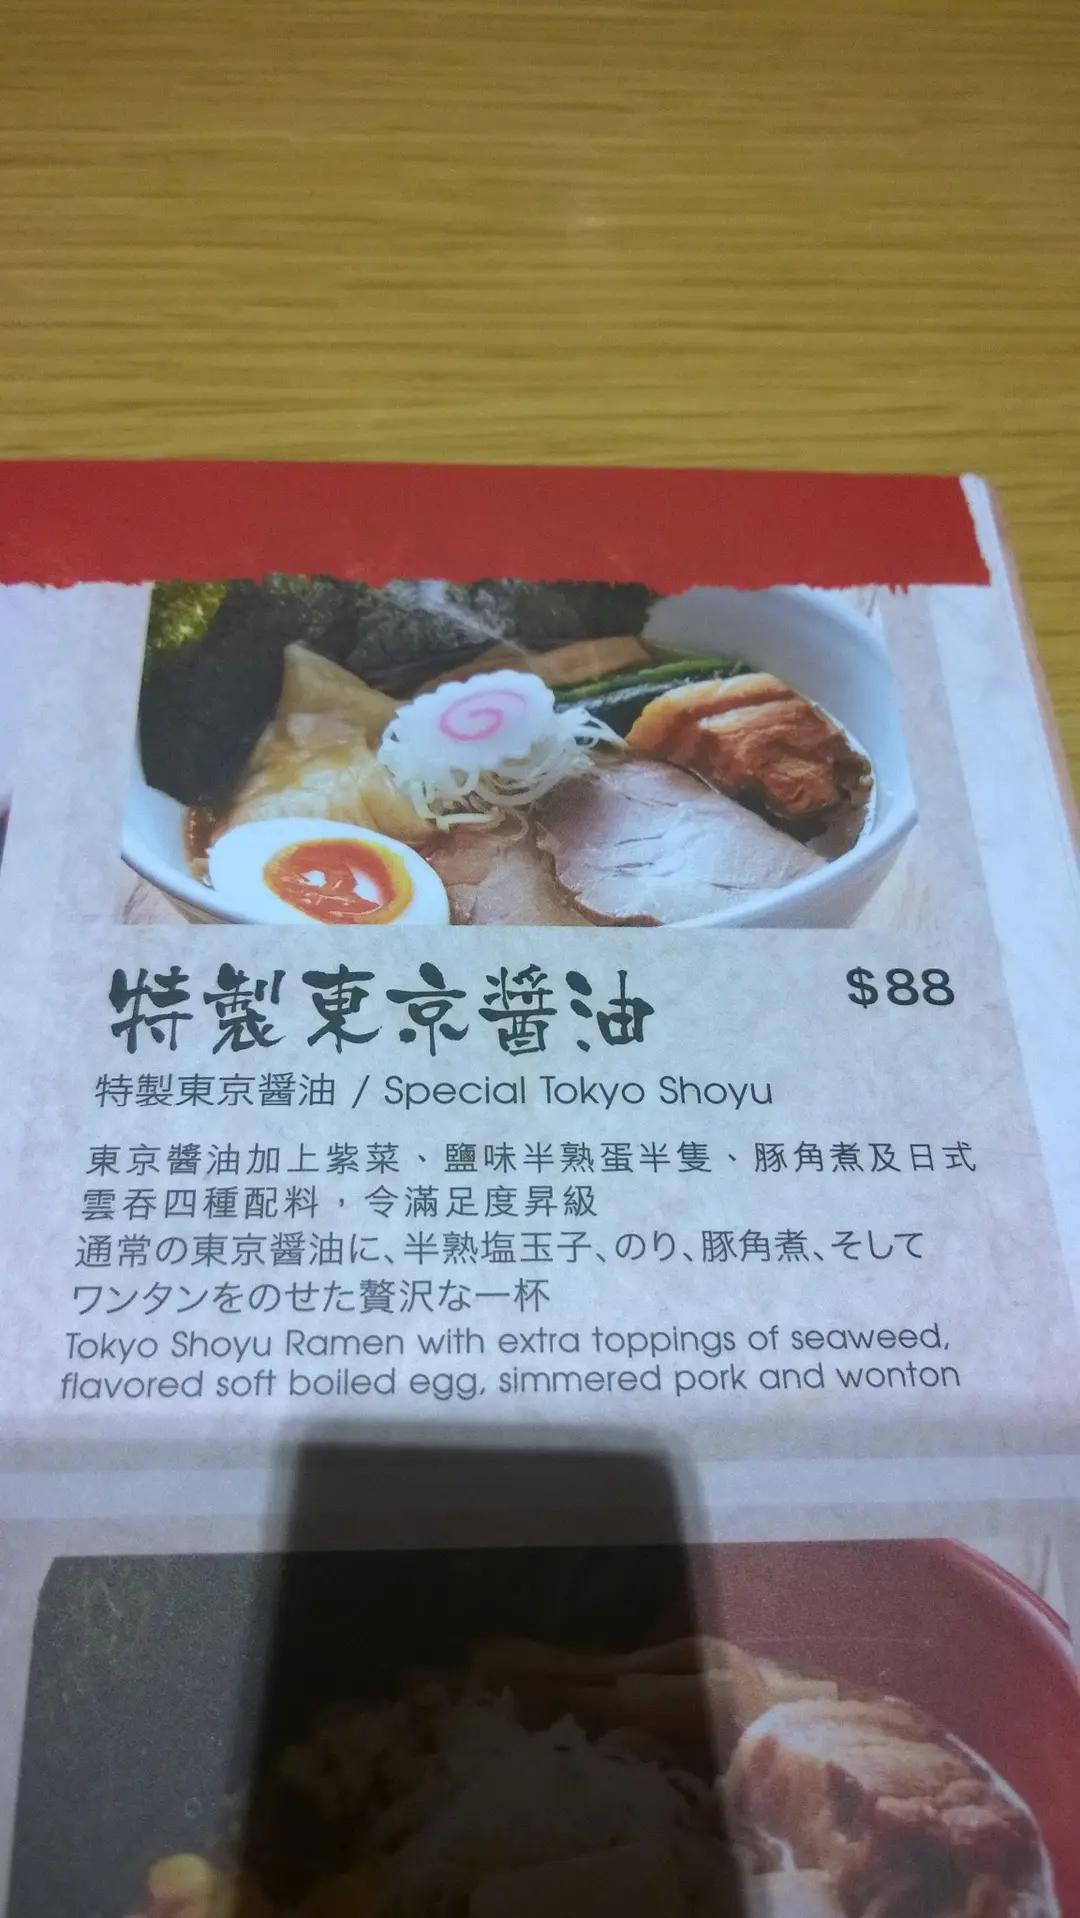 特製東京醬油
$88
特製東京醤油 / Special Tokyo Shoyu
東京醬油加上紫菜、鹽味半熟蛋半隻、豚角煮及日式
雲吞四種配料，令滿足度昇級
通常の東京醤油に、半熟塩玉子、のり、豚角煮、そして
ワンタンをのせた贅沢な一杯
Tokyo Shoyu Ramen with extra toppings of seaweed,
flavored soft boiled egg, simmered pork and wonton